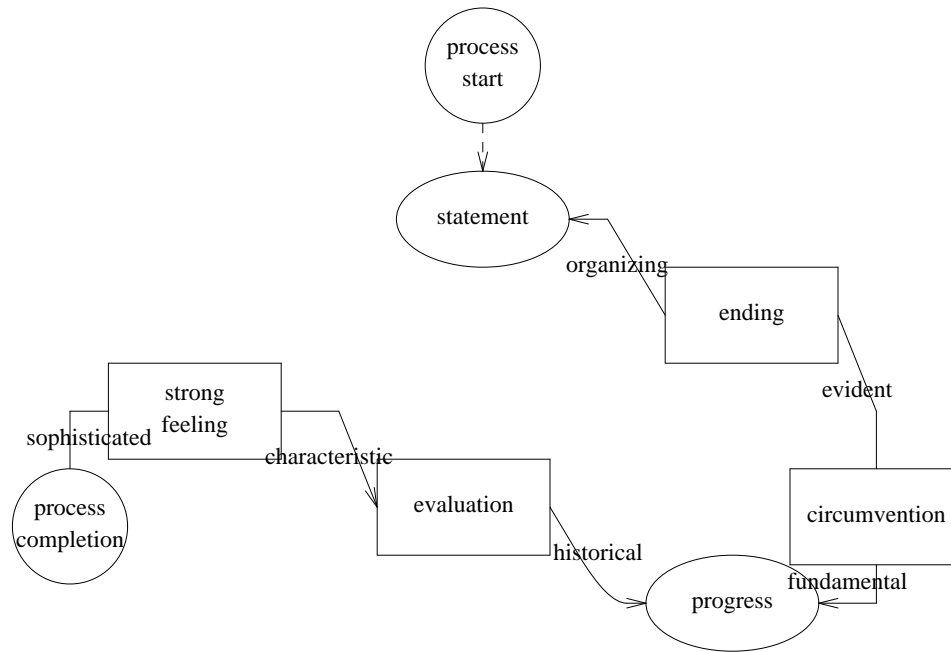 process
start
statement
organizing
ending
evident
strong
feeling
sophisticated
characteristic
evaluation
process
completion
circumvention
historical
fundamental
progress